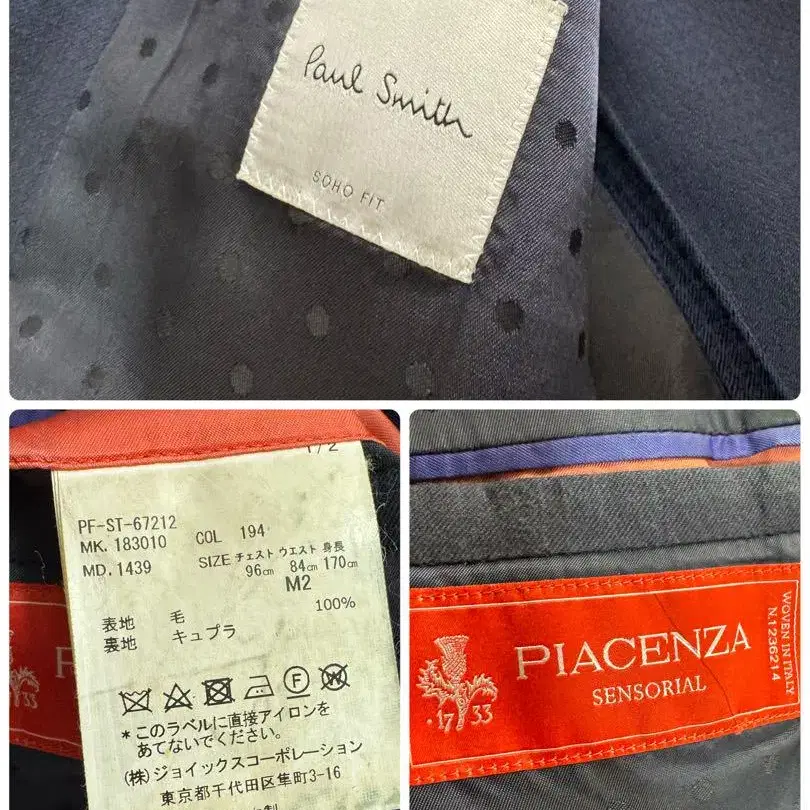 Paul Smith
SOHO FIT
1/2
PF-ST-67212
MK. 183010 COL 194
MD. 1439 SIZE チェスト ウエスト 身長
96cm 84cm 170cm
M2
表地 毛 100%
裏地 キュプラ
*このラベルに直接アイロンを
あてないでください。
(株)ジョイックスコーポレーション
東京都千代田区隼町3-16
PIACENZA
SENSORIAL
1733
WOVEN IN ITALY
N.1236214